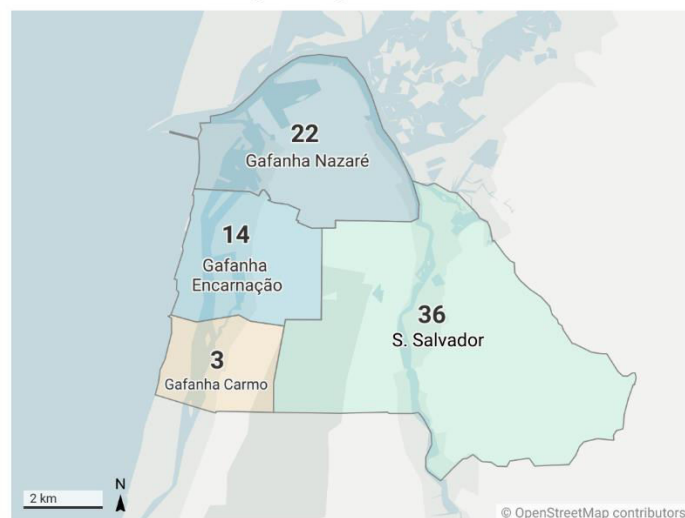 22
Gafanha Nazaré
14
Gafanha
Encarnação
36
S. Salvador
3
Gafanha Carmo
2 km
N
© OpenStreetMap contributors